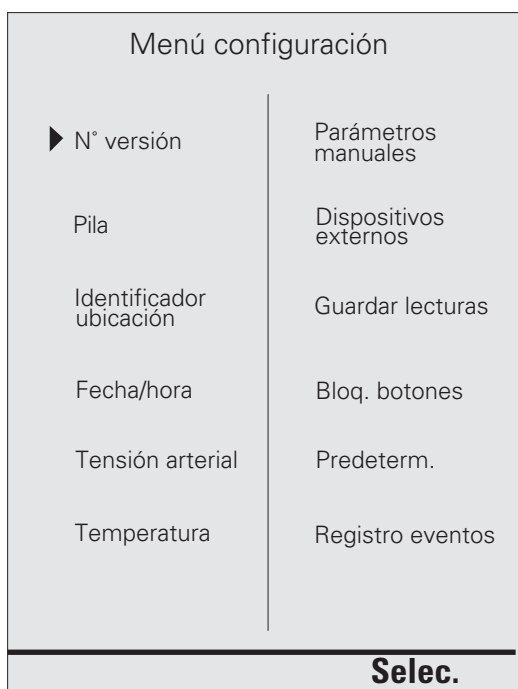 Menú configuración
N° versión
Pila
Identificador
ubicación
Fecha/hora
Tensión arterial
Temperatura
Parámetros
manuales
Dispositivos
externos
Guardar lecturas
Bloq. botones
Predeterm.
Registro eventos
Selec.